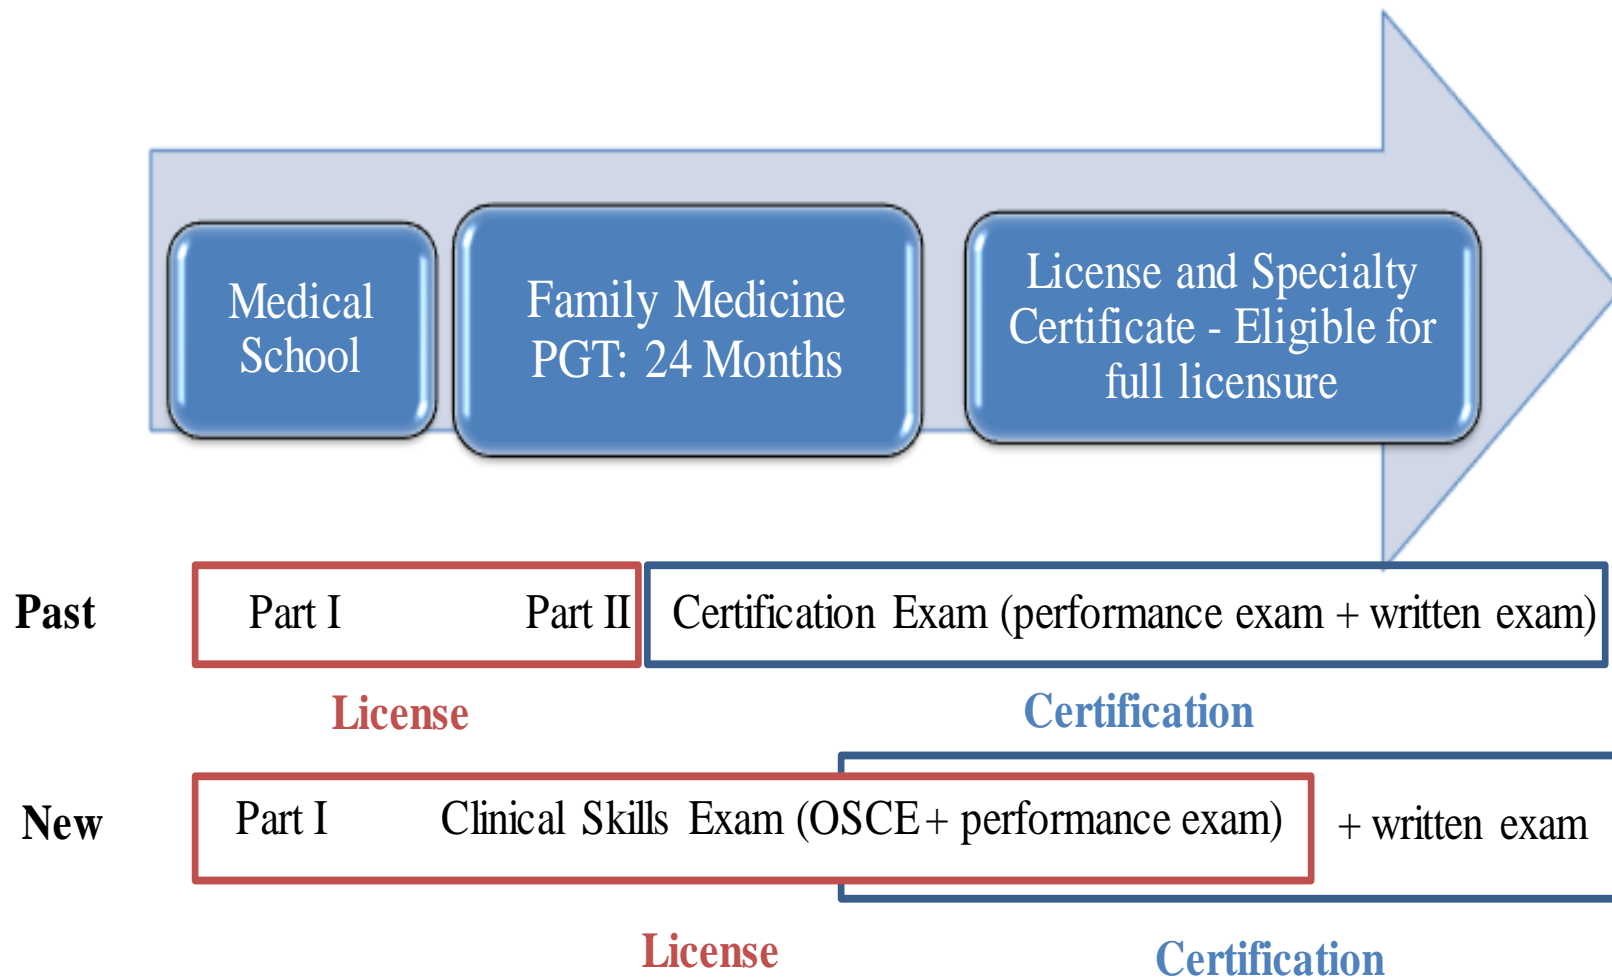 Medical
School
Family Medicine
PGT: 24 Months
License and Specialty
Certificate - Eligible for
full licensure
Past
Part I
Part II
Certification Exam (performance exam + written exam)
License
Certification
New
Part I
Clinical Skills Exam (OSCE + performance exam)
+ written exam
License
Certification